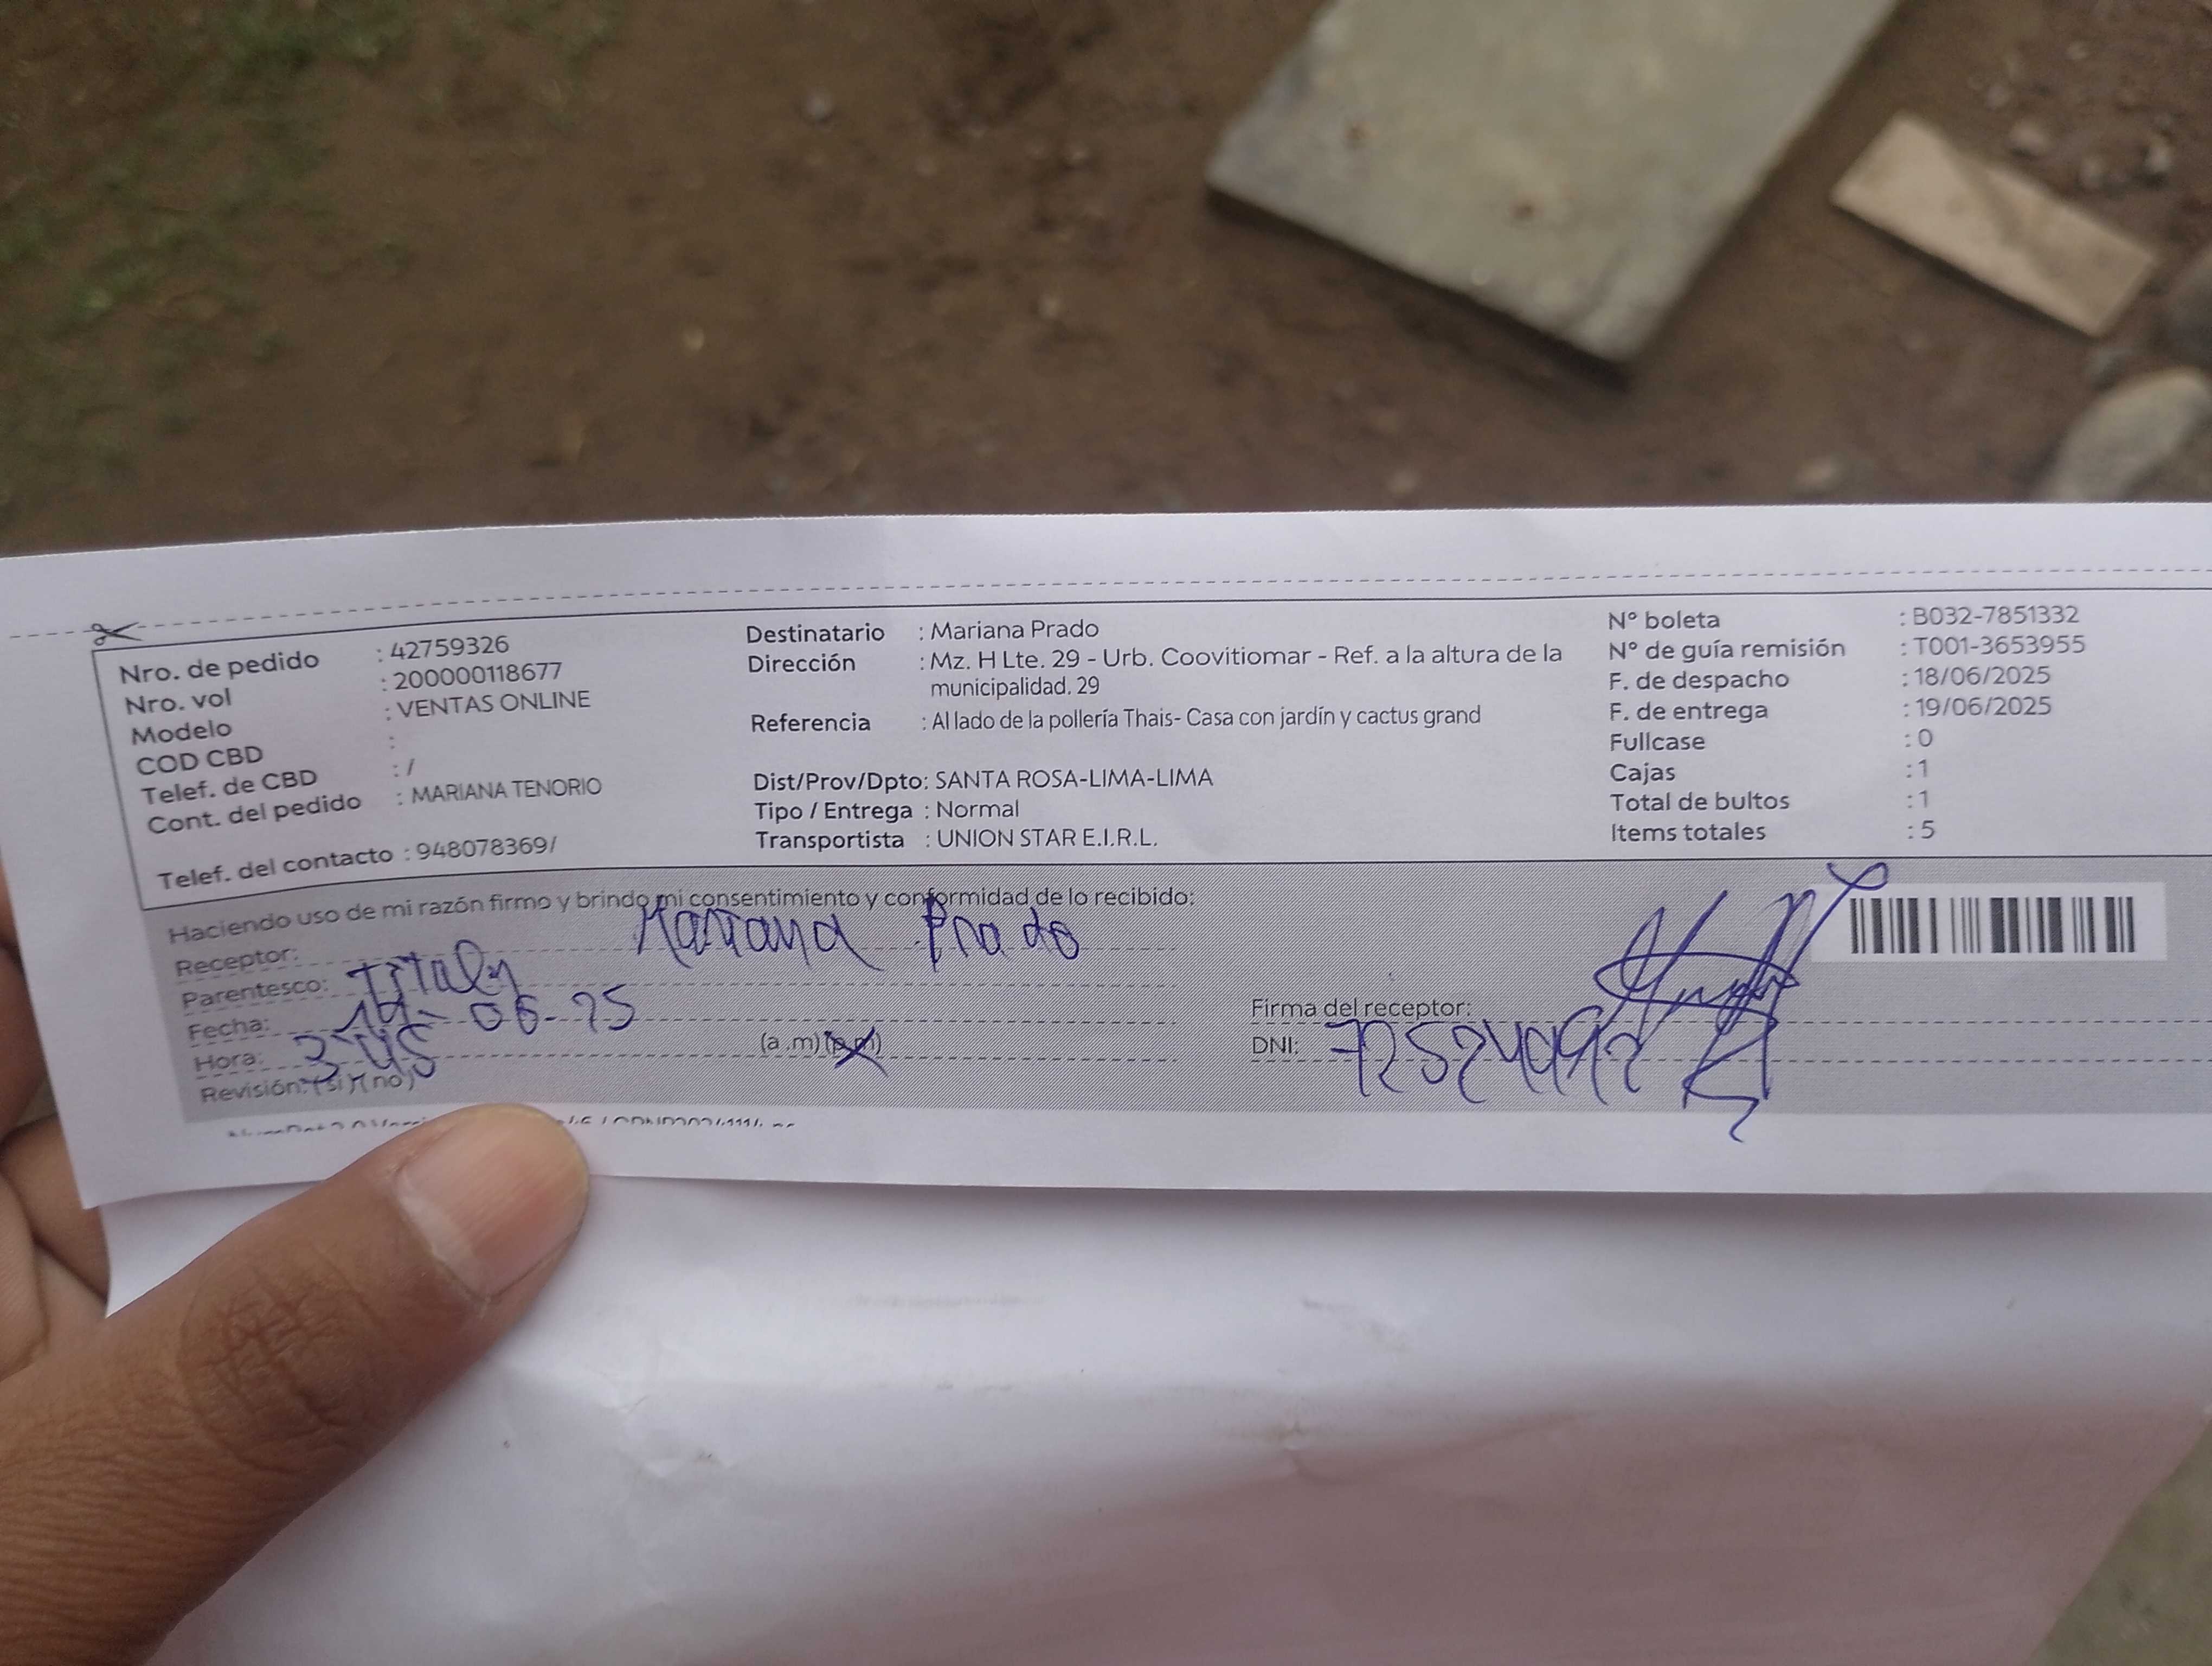 Nro. de pedido : 42759326
Nro. vol : 200000118677
Modelo : VENTAS ONLINE
COD CBD :
Telef. de CBD : /
Cont. del pedido : MARIANA TENORIO
Telef. del contacto : 948078369/
Destinatario : Mariana Prado
Dirección : Mz. H Lte. 29 - Urb. Coovitiomar - Ref. a la altura de la
municipalidad. 29
Referencia : Al lado de la pollería Thais- Casa con jardín y cactus grand
Dist/Prov/Dpto: SANTA ROSA-LIMA-LIMA
Tipo / Entrega : Normal
Transportista : UNION STAR E.I.R.L.
N° boleta : B032-7851332
N° de guía remisión : T001-3653955
F. de despacho : 18/06/2025
F. de entrega : 19/06/2025
Fullcase : 0
Cajas : 1
Total de bultos : 1
Items totales : 5
Haciendo uso de mi razón firmo y brindo mi consentimiento y conformidad de lo recibido:
Receptor: Mariana Prado
Parentesco:
Fecha:
Hora: 3:45 (a .m) (p.m)
Revisión: (si) (no)
Firma del receptor:
DNI: